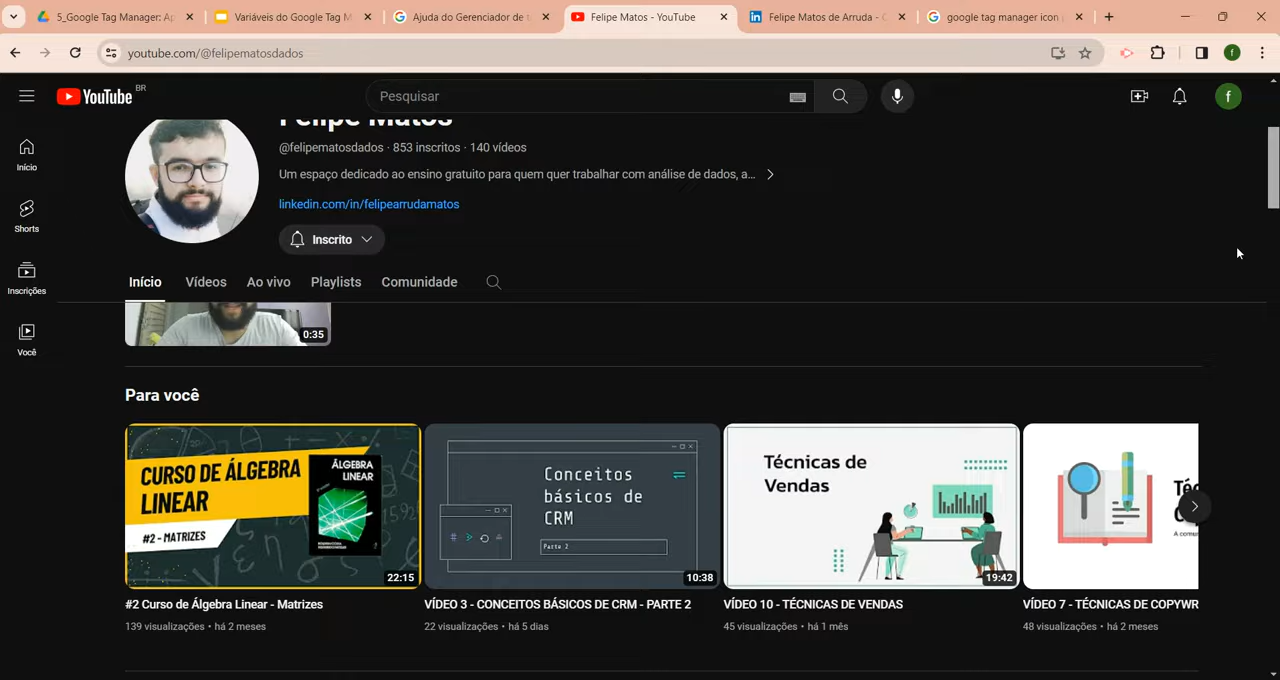 5_Google Tag Manager: Ap
Variáveis do Google Tag M
Ajuda do Gerenciador de t
Felipe Matos - YouTube
Felipe Matos de Arruda - C
google tag manager icon
youtube.com/@felipematosdados
f
YouTube BR
Pesquisar
f
Início
Shorts
Inscrições
Você
Felipe Matos
@felipematosdados · 853 inscritos · 140 vídeos
Um espaço dedicado ao ensino gratuito para quem quer trabalhar com análise de dados, a...
linkedin.com/in/felipearrudamatos
Inscrito
Início Vídeos Ao vivo Playlists Comunidade
0:35
Para você
CURSO DE ÁLGEBRA
LINEAR
#2 - MATRIZES
ÁLGEBRA
LINEAR
22:15
Conceitos
básicos de
CRM
Parte 2
10:38
Técnicas de
Vendas
19:42
#2 Curso de Álgebra Linear - Matrizes
139 visualizações • há 2 meses
VÍDEO 3 - CONCEITOS BÁSICOS DE CRM - PARTE 2
22 visualizações • há 5 dias
VÍDEO 10 - TÉCNICAS DE VENDAS
45 visualizações • há 1 mês
VÍDEO 7 - TÉCNICAS DE COPYWR
48 visualizações • há 2 meses